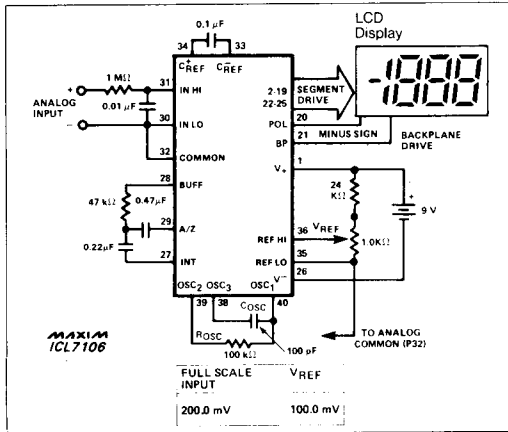 LCD
Display
0.1 µF
34 33
C+REF C−REF
1 MΩ
31
IN HI
ANALOG
INPUT
+
0.01 µF
−
30
IN LO
32
COMMON
28
BUFF
47 kΩ
0.47µF
29
A/Z
0.22µF
27
INT
OSC2 OSC3 OSC1
39 38 40
COSC
ROSC
100 kΩ
100 pF
2-19
22-25
SEGMENT
DRIVE
-1888
POL
20
MINUS SIGN
BP
21
BACKPLANE
DRIVE
V+
1
24
KΩ
+
9 V
REF HI
36
VREF
1.0KΩ
REF LO
35
V−
26
TO ANALOG
COMMON (P32)
MAXIM
ICL7106
FULL SCALE
INPUT
VREF
200.0 mV 100.0 mV